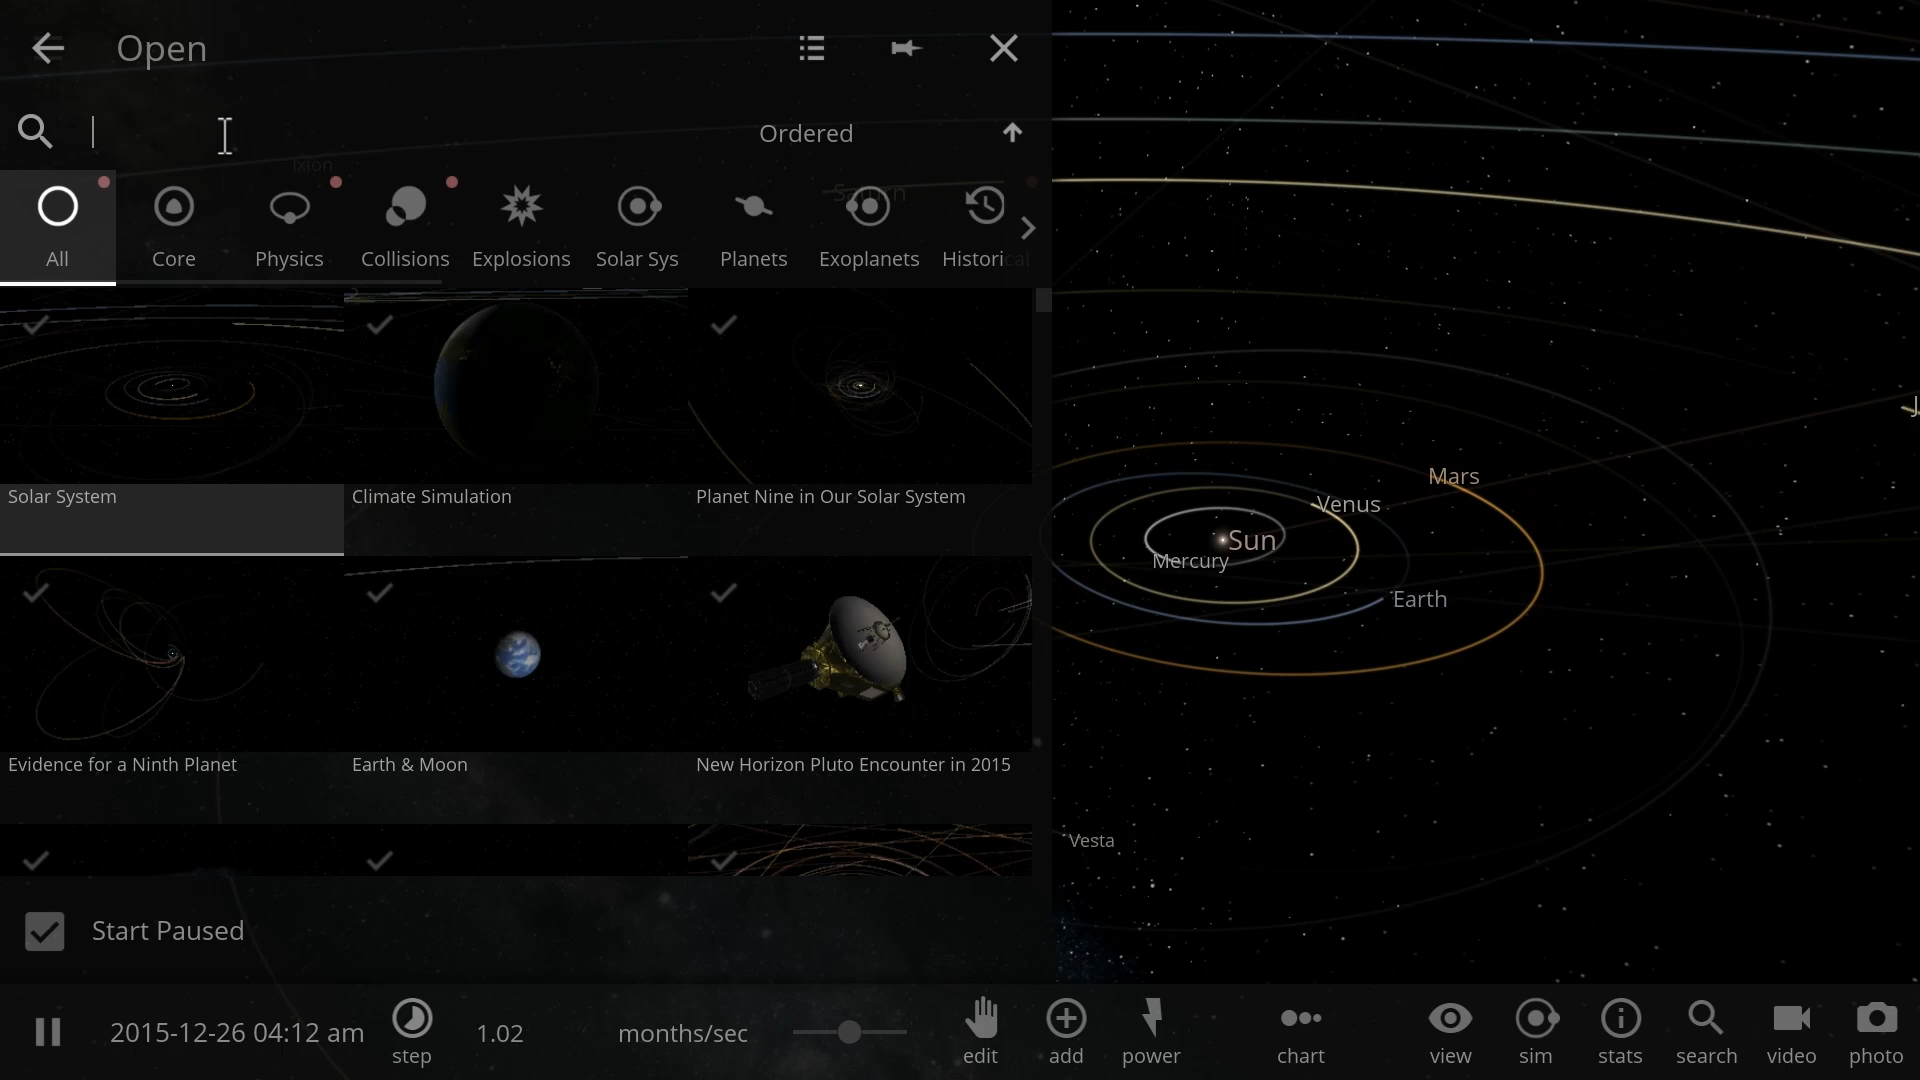 Open
Ordered
Ixion
Saturn
All
Core
Physics
Collisions
Explosions
Solar Sys
Planets
Exoplanets
Historical
Solar System
Climate Simulation
Planet Nine in Our Solar System
Evidence for a Ninth Planet
Earth & Moon
New Horizon Pluto Encounter in 2015
Start Paused
J
Mars
Venus
Sun
Mercury
Earth
Vesta
2015-12-26 04:12 am
step
1.02
months/sec
edit
add
power
chart
view
sim
stats
search
video
photo